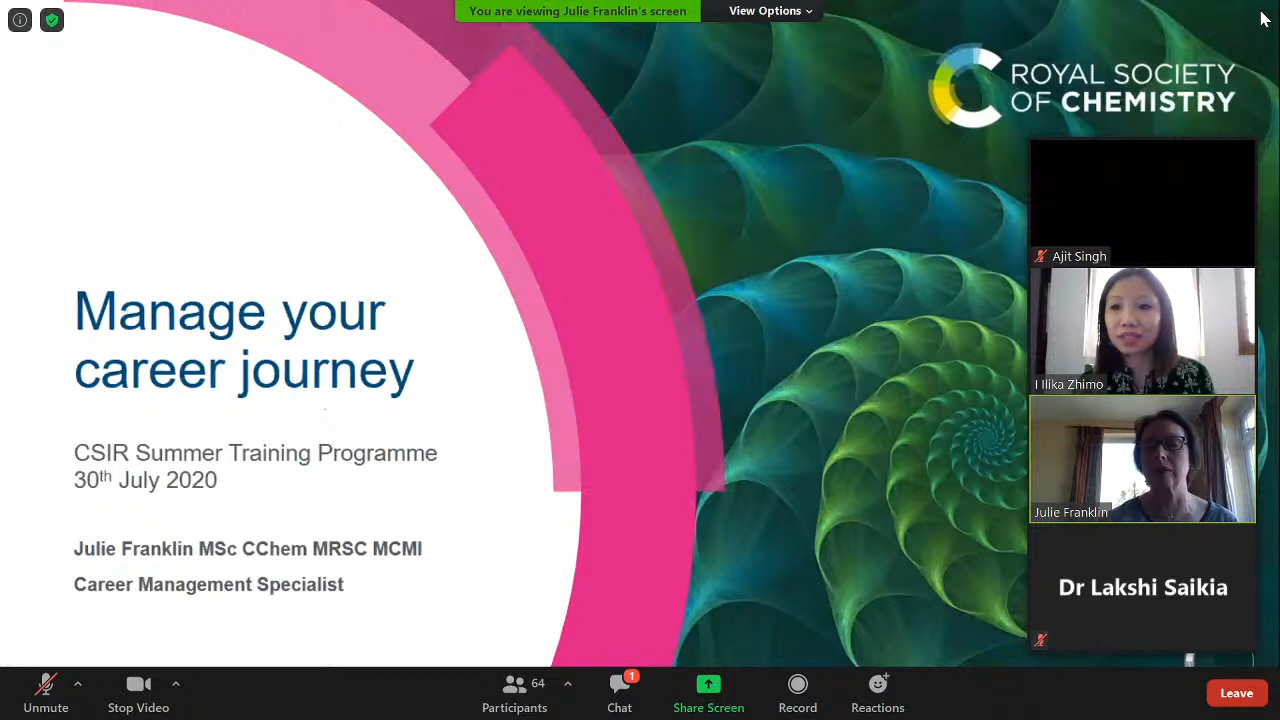 You are viewing Julie Franklin's screen
View Options
ROYAL SOCIETY
OF CHEMISTRY
Manage your
career journey
CSIR Summer Training Programme
30th July 2020
Julie Franklin MSc CChem MRSC MCMI
Career Management Specialist
Ajit Singh
Ilika Zhimo
Julie Franklin
Dr Lakshi Saikia
Unmute
Stop Video
64
Participants
1
Chat
Share Screen
Record
Reactions
Leave